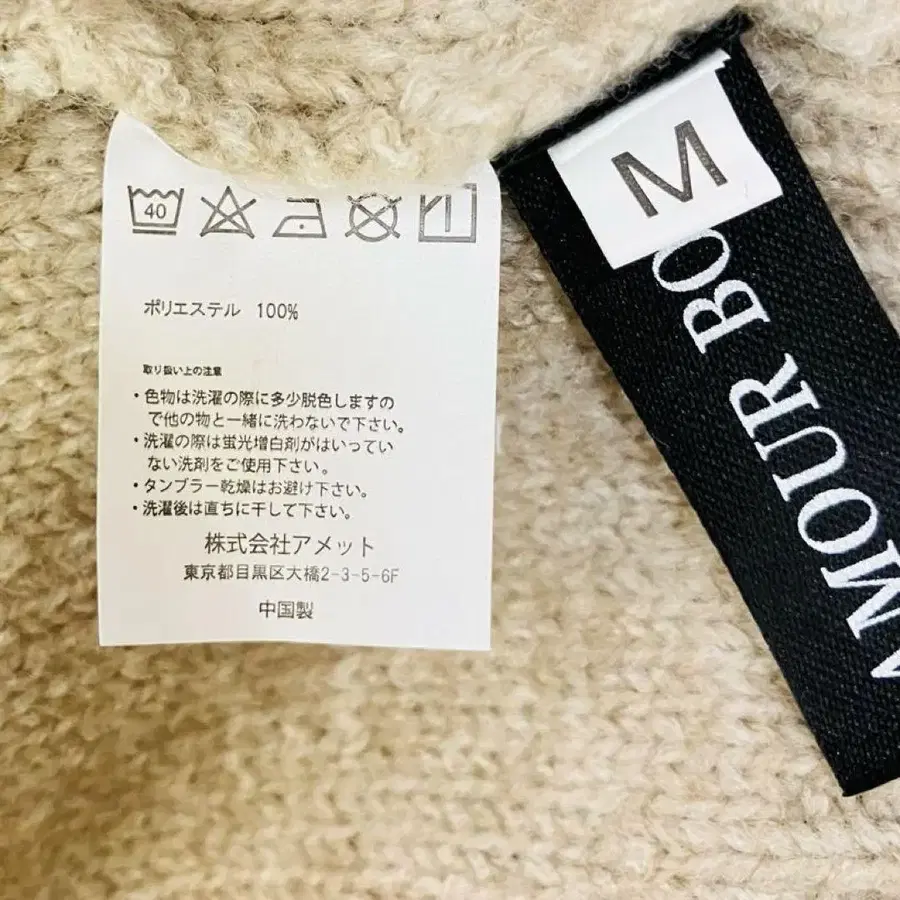 40
ポリエステル 100%
取り扱い上の注意
・色物は洗濯の際に多少脱色しますの
で他の物と一緒に洗わないで下さい。
・洗濯の際は蛍光増白剤がはいってい
ない洗剤をご使用下さい。
・タンブラー乾燥はお避け下さい。
・洗濯後は直ちに干して下さい。
株式会社アメット
東京都目黒区大橋2-3-5-6F
中国製
M
AMOUR BO